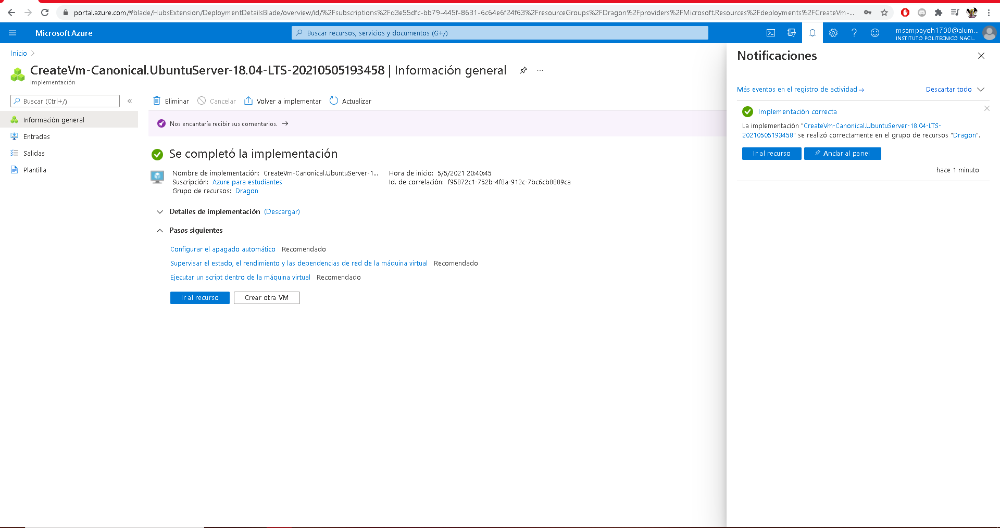 portal.azure.com/#blade/HubsExtension/DeploymentDetailsBlade/overview/id/%2Fsubscriptions%2Fd3e55dfc-bb79-445f-8631-6c64e6f24f63%2FresourceGroups%2FDragon%2Fproviders%2FMicrosoft.Resources%2Fdeployments%2FCreateVm-...
Microsoft Azure
Buscar recursos, servicios y documentos (G+/)
msampayoh1700@alum...
INSTITUTO POLITECNICO NACI...
Inicio
CreateVm-Canonical.UbuntuServer-18.04-LTS-20210505193458 | Información general
...
Implementación
Buscar (Ctrl+/)
Información general
Entradas
Salidas
Plantilla
Eliminar
Cancelar
Volver a implementar
Actualizar
Nos encantaría recibir sus comentarios. →
Se completó la implementación
Nombre de implementación: CreateVm-Canonical.UbuntuServer-1...
Suscripción: Azure para estudiantes
Grupo de recursos: Dragon
Hora de inicio: 5/5/2021 20:40:45
Id. de correlación: f95872c1-752b-4f8a-912c-7bc6cb8889ca
Detalles de implementación (Descargar)
Pasos siguientes
Configurar el apagado automático Recomendado
Supervisar el estado, el rendimiento y las dependencias de red de la máquina virtual Recomendado
Ejecutar un script dentro de la máquina virtual Recomendado
Ir al recurso
Crear otra VM
Notificaciones
Más eventos en el registro de actividad →
Descartar todo
Implementación correcta
La implementación "CreateVm-Canonical.UbuntuServer-18.04-LTS-
20210505193458" se realizó correctamente en el grupo de recursos "Dragon".
Ir al recurso
Anclar al panel
hace 1 minuto